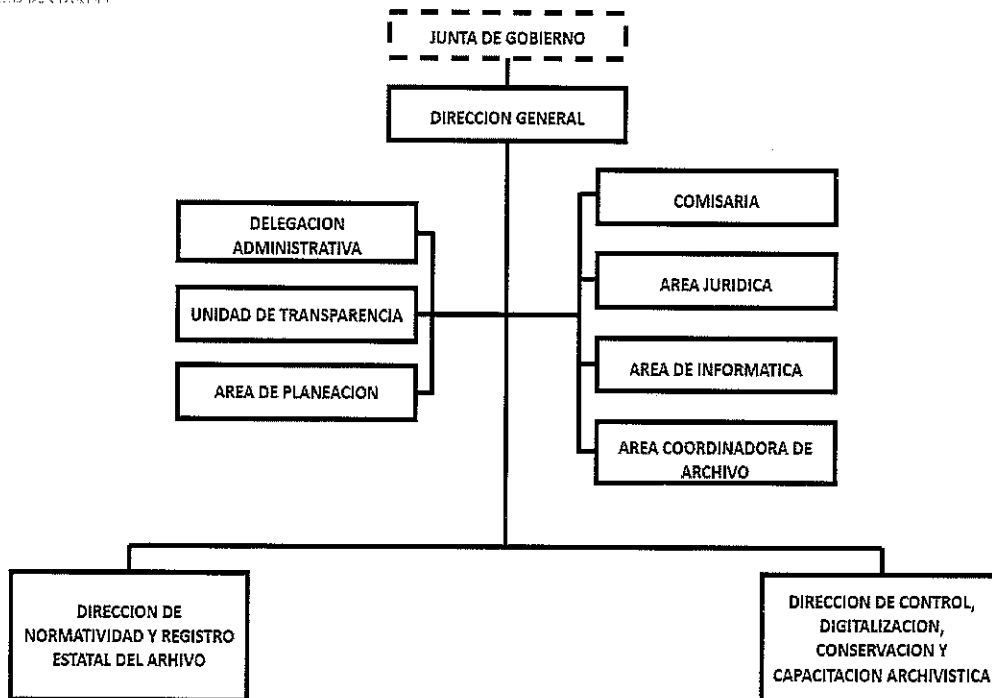 JUNTA DE GOBIERNO
DIRECCION GENERAL
DELEGACION
ADMINISTRATIVA
UNIDAD DE TRANSPARENCIA
AREA DE PLANEACION
COMISARIA
AREA JURIDICA
AREA DE INFORMATICA
AREA COORDINADORA DE
ARCHIVO
DIRECCION DE
NORMATIVIDAD Y REGISTRO
ESTATAL DEL ARHIVO
DIRECCION DE CONTROL,
DIGITALIZACION,
CONSERVACION Y
CAPACITACION ARCHIVISTICA